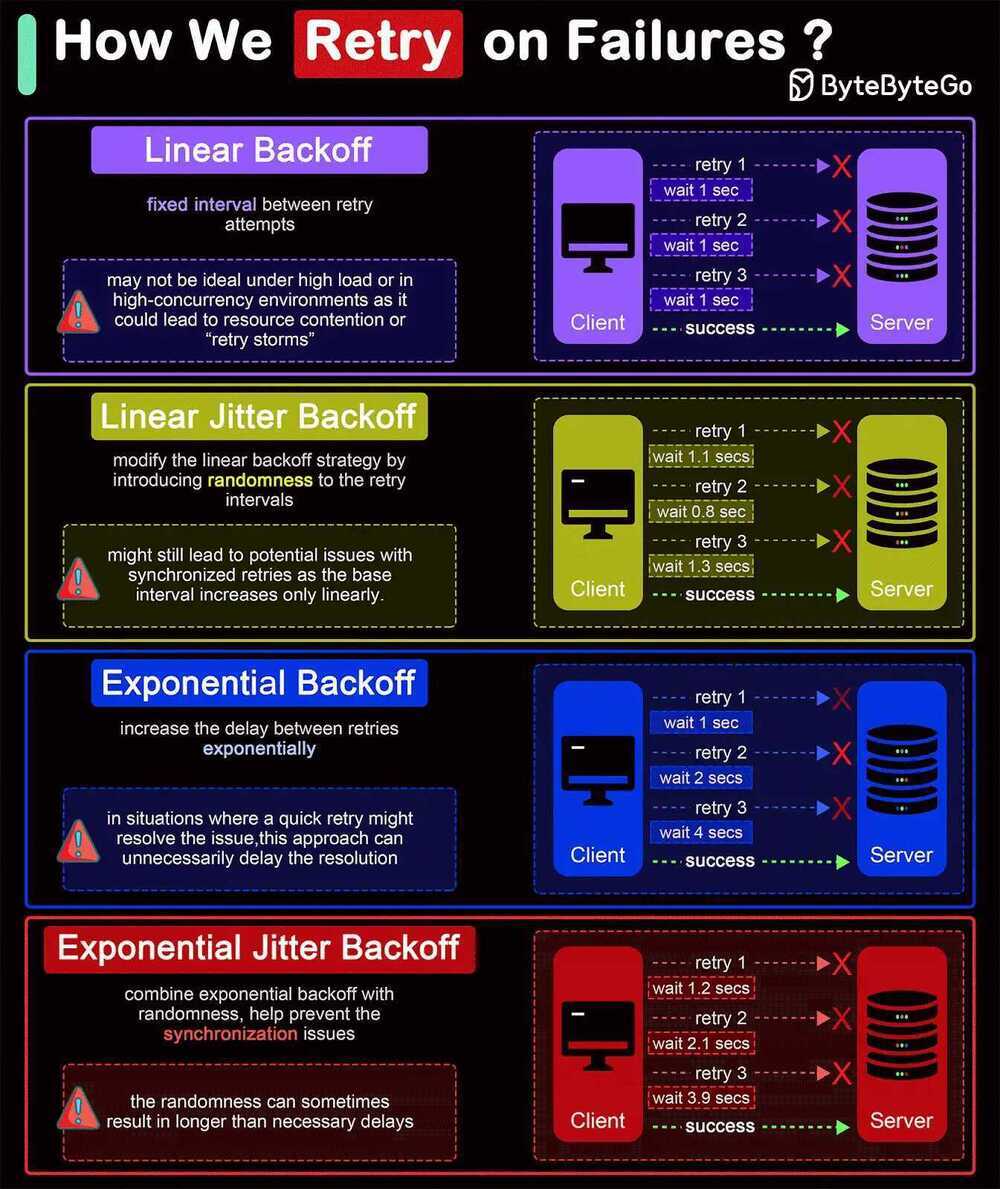 How We Retry on Failures ?
ByteByteGo
Linear Backoff
fixed interval between retry
attempts
may not be ideal under high load or in
high-concurrency environments as it
could lead to resource contention or
“retry storms”
Client
retry 1
wait 1 sec
retry 2
wait 1 sec
retry 3
wait 1 sec
success
Server
Linear Jitter Backoff
modify the linear backoff strategy by
introducing randomness to the retry
intervals
might still lead to potential issues with
synchronized retries as the base
interval increases only linearly.
Client
retry 1
wait 1.1 secs
retry 2
wait 0.8 sec
retry 3
wait 1.3 secs
success
Server
Exponential Backoff
increase the delay between retries
exponentially
in situations where a quick retry might
resolve the issue,this approach can
unnecessarily delay the resolution
Client
retry 1
wait 1 sec
retry 2
wait 2 secs
retry 3
wait 4 secs
success
Server
Exponential Jitter Backoff
combine exponential backoff with
randomness, help prevent the
synchronization issues
the randomness can sometimes
result in longer than necessary delays
Client
retry 1
wait 1.2 secs
retry 2
wait 2.1 secs
retry 3
wait 3.9 secs
success
Server